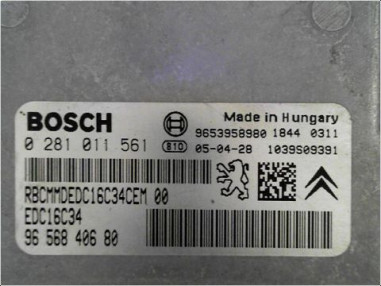 BOSCH
Made in Hungary
9653958980 1844 0311
0 281 011 561
810 05-04-28 1039S09391
RBCMMDEDC16C34CEM 00
EDC16C34
96 568 406 80